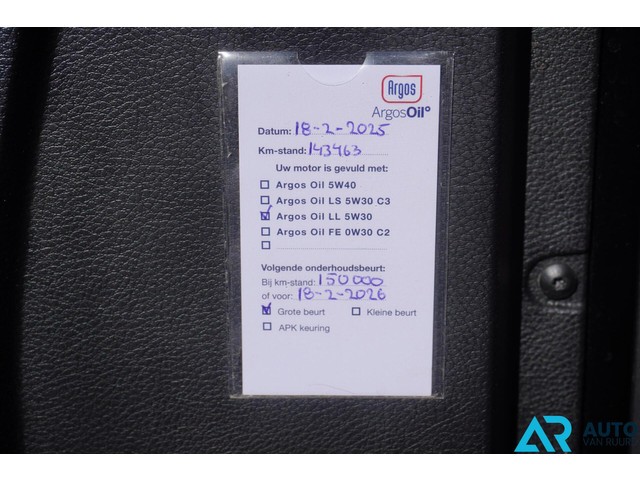 Argos
ArgosOil°
Datum: 18-2-2025
Km-stand: 143463
Uw motor is gevuld met:
Argos Oil 5W40
Argos Oil LS 5W30 C3
Argos Oil LL 5W30
Argos Oil FE 0W30 C2
Volgende onderhoudsbeurt:
Bij km-stand: 150000
of voor: 18-2-2026
Grote beurt Kleine beurt
APK keuring
AR AUTO
VAN RUUR